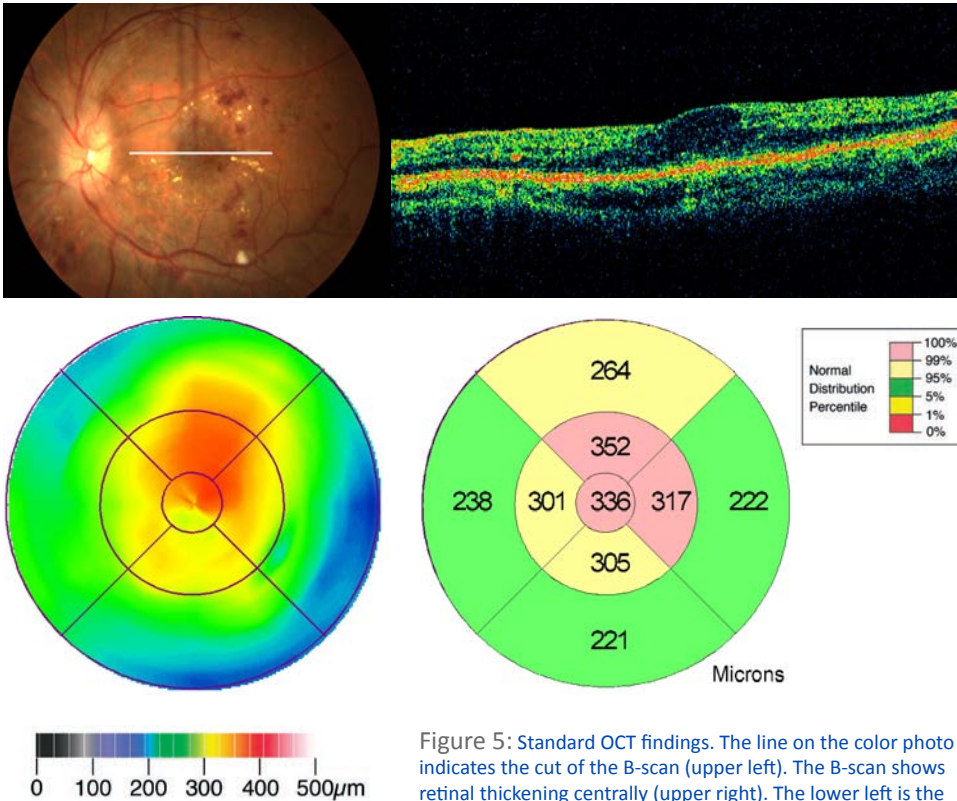 264
352
238 301 336 317 222
305
221
Microns
Normal
Distribution
Percentile
100%
99%
95%
5%
1%
0%
0 100 200 300 400 500μm
Figure 5: Standard OCT findings. The line on the color photo
indicates the cut of the B-scan (upper left). The B-scan shows
retinal thickening centrally (upper right). The lower left is the